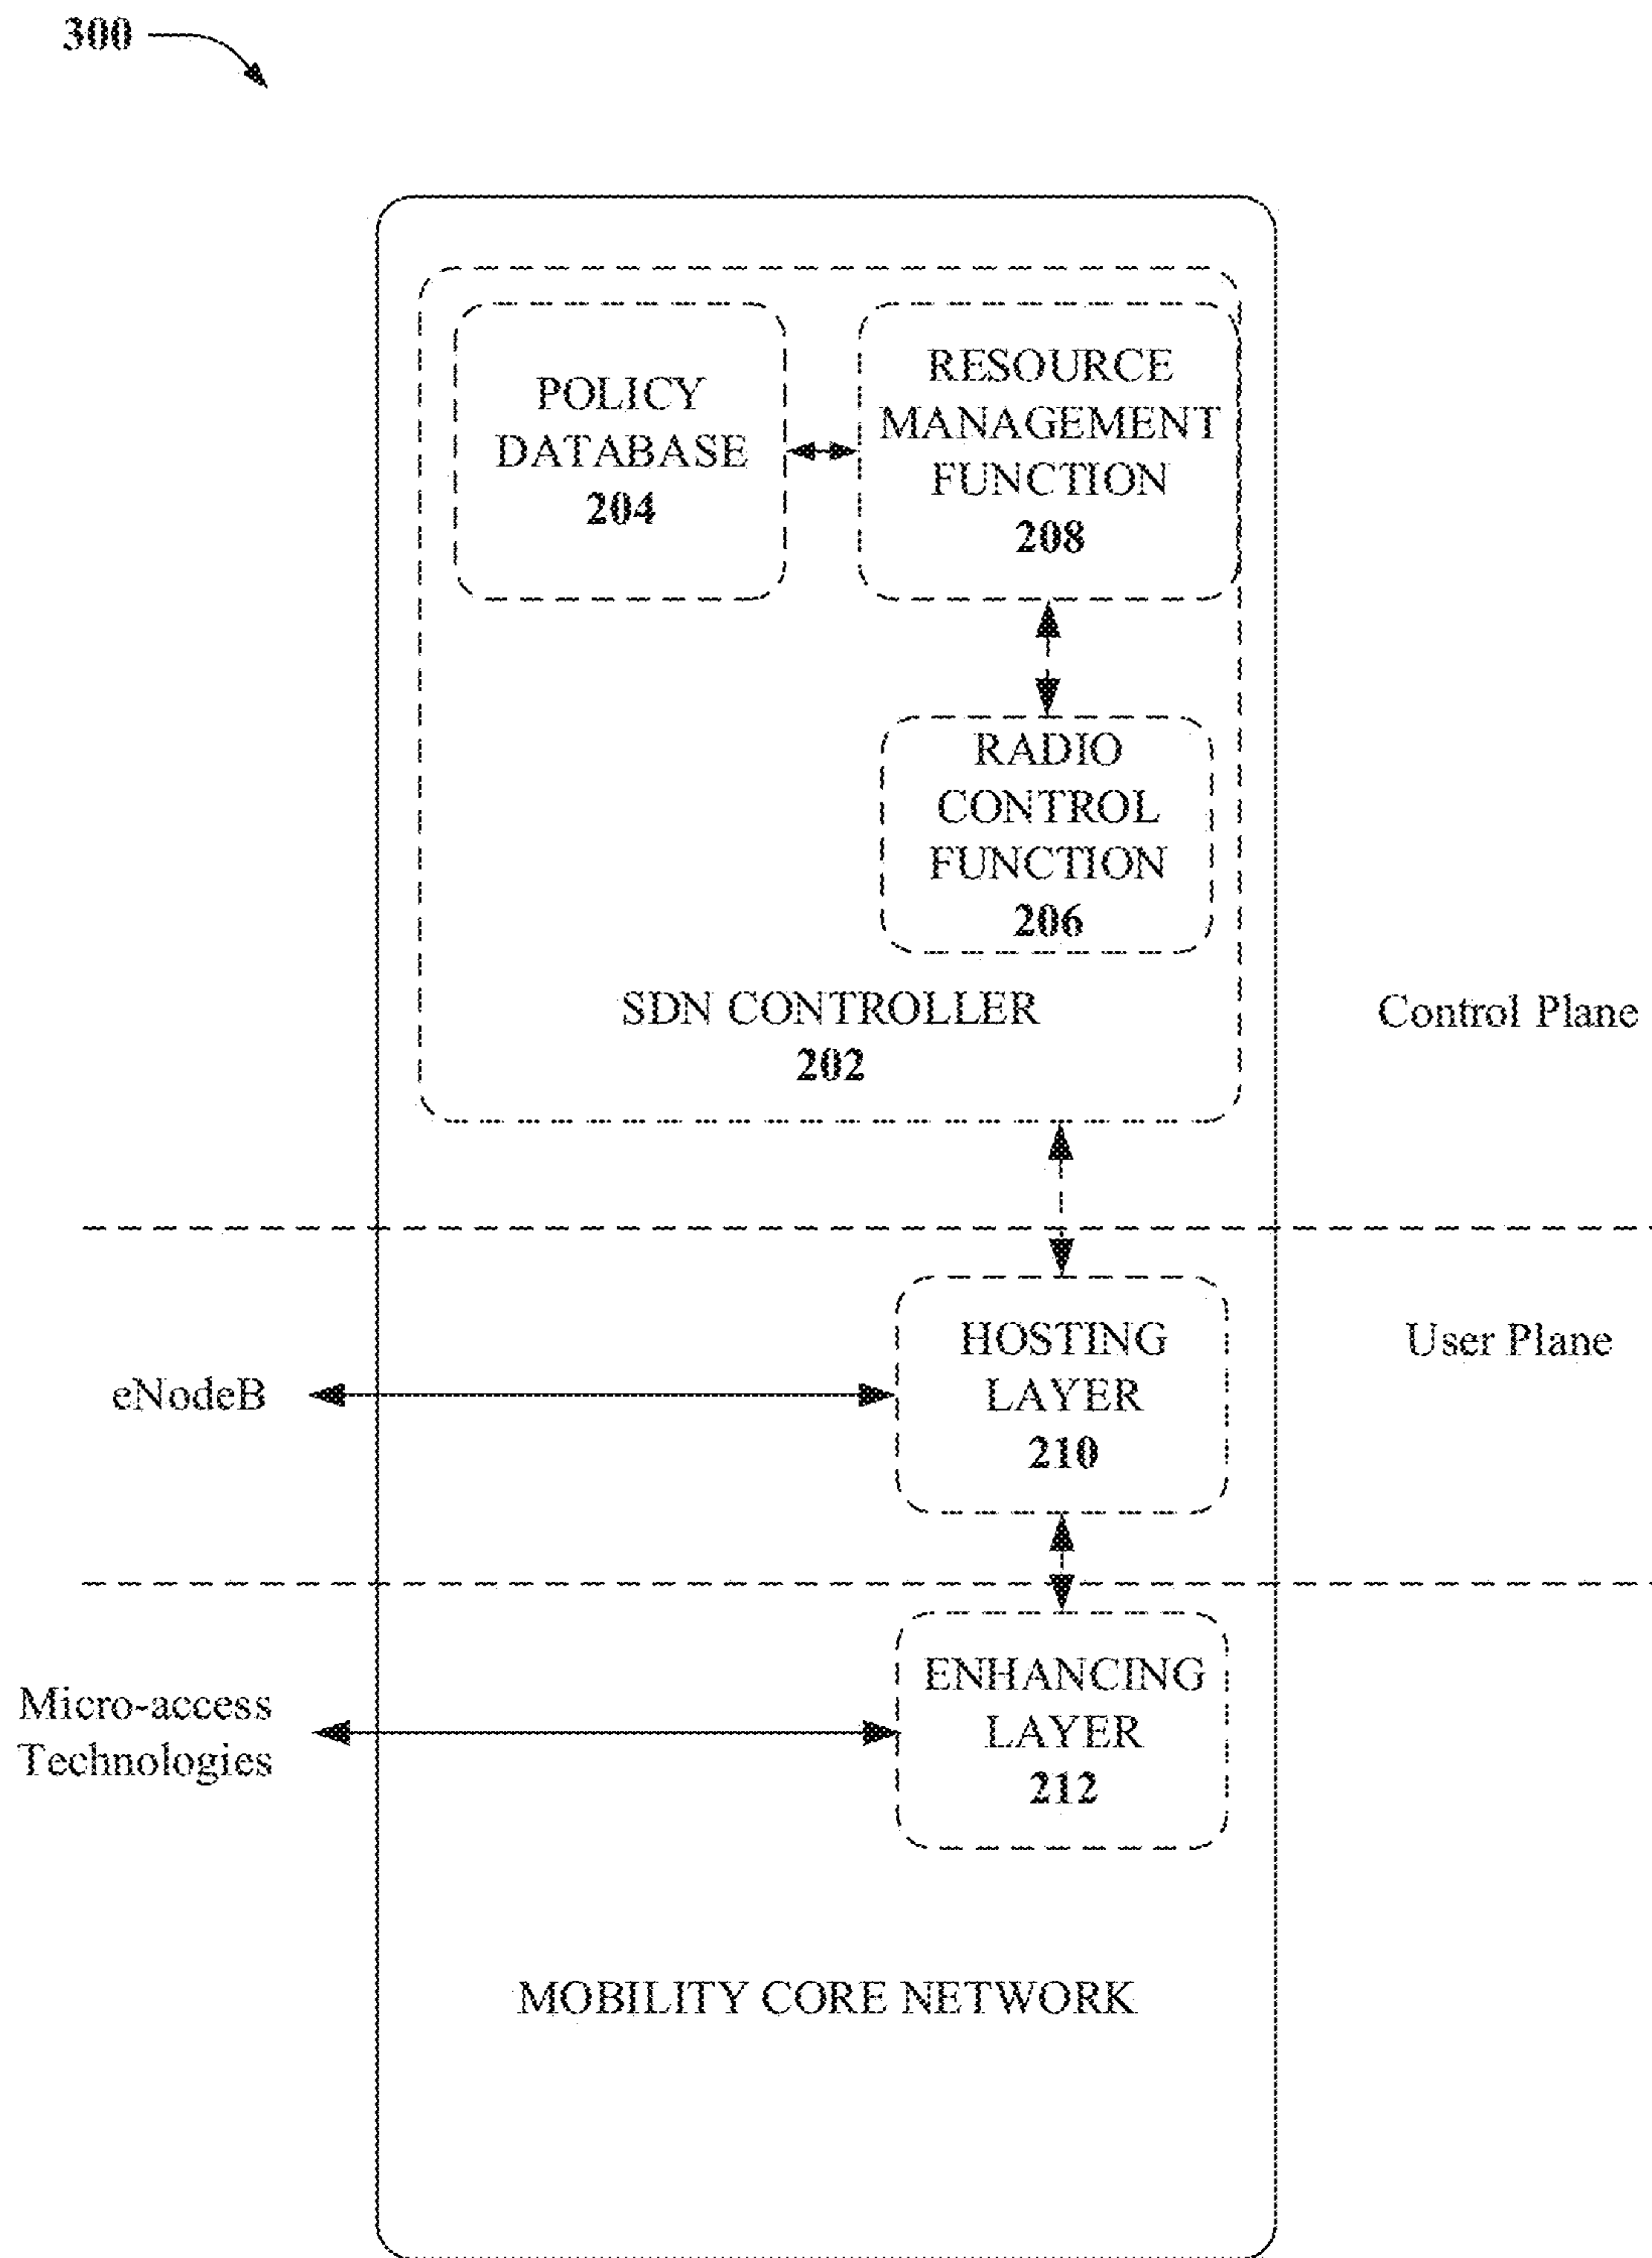 300
POLICY
DATABASE
204
RESOURCE
MANAGEMENT
FUNCTION
208
RADIO
CONTROL
FUNCTION
206
SDN CONTROLLER
202
Control Plane
HOSTING
LAYER
210
User Plane
eNodeB
ENHANCING
LAYER
212
Micro-access
Technologies
MOBILITY CORE NETWORK